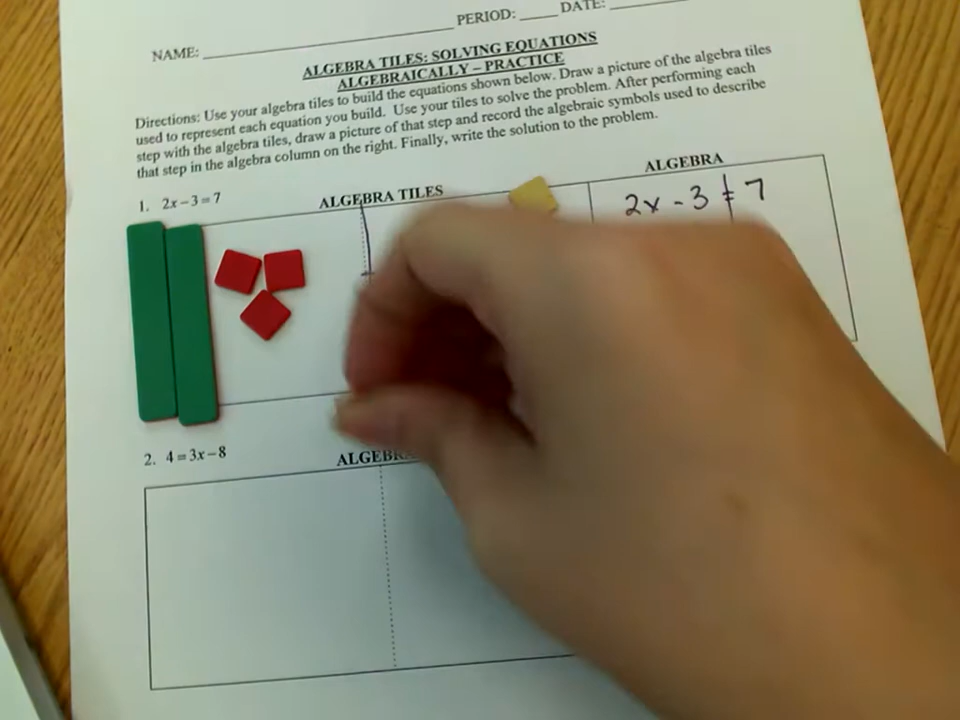 PERIOD: _____ DATE: _____
NAME: _____
ALGEBRA TILES: SOLVING EQUATIONS
ALGEBRAICALLY – PRACTICE
Directions: Use your algebra tiles to build the equations shown below. Draw a picture of the algebra tiles
used to represent each equation you build. Use your tiles to solve the problem. After performing each
step with the algebra tiles, draw a picture of that step and record the algebraic symbols used to describe
that step in the algebra column on the right. Finally, write the solution to the problem.
1. 2x – 3 = 7 ALGEBRA TILES ALGEBRA
2x - 3 = 7
2. 4 = 3x – 8